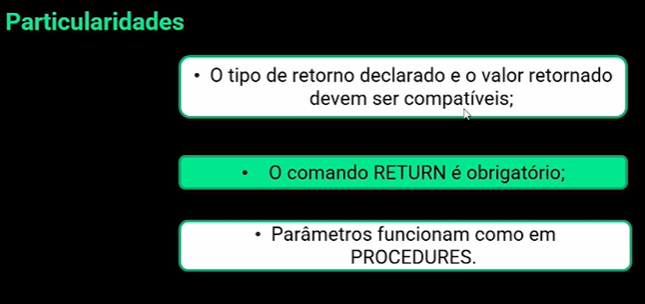 Particularidades
• O tipo de retorno declarado e o valor retornado
devem ser compatíveis;
• O comando RETURN é obrigatório;
• Parâmetros funcionam como em
PROCEDURES.